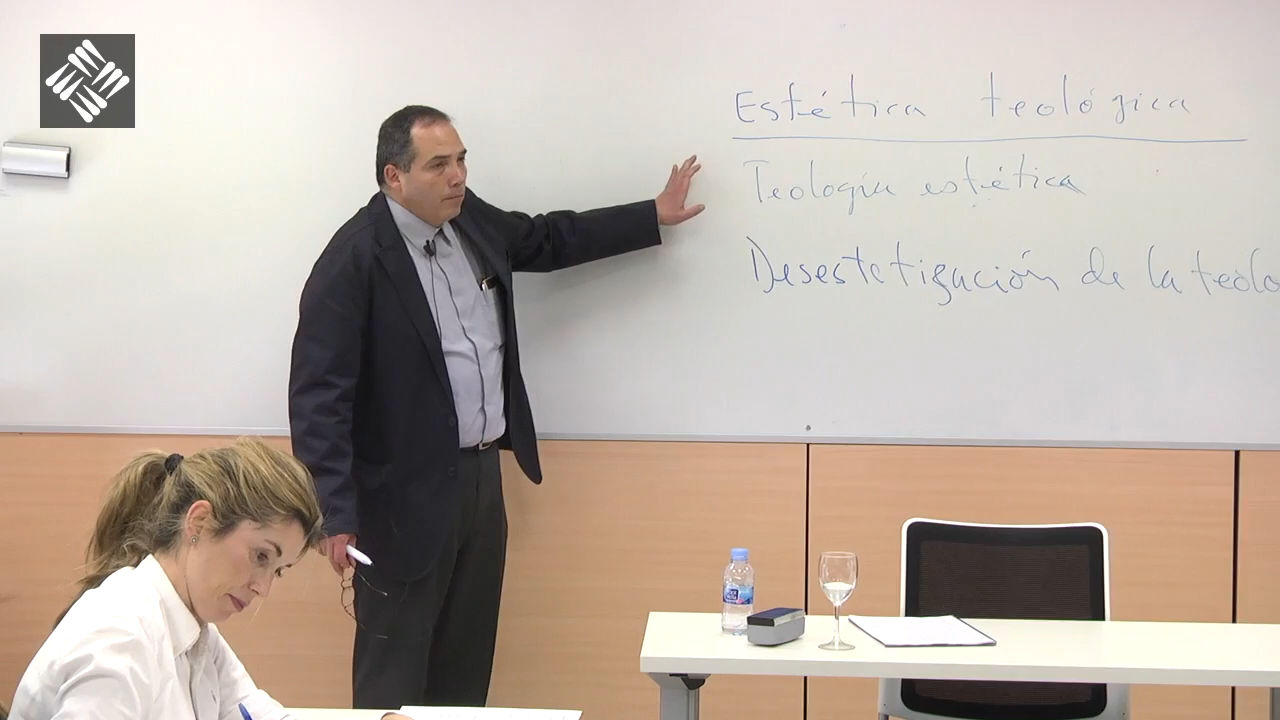 Estética teológica
Teología estética
Desestetización de la teolo